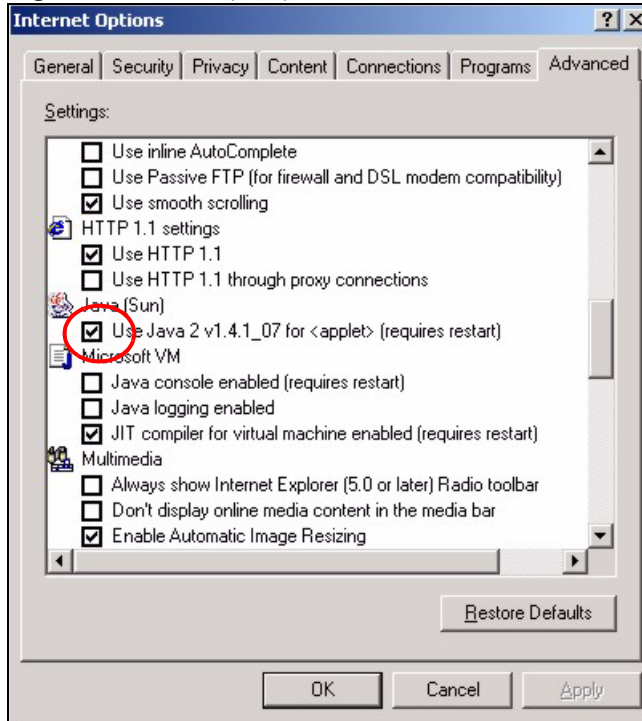 Internet Options
? X
General Security Privacy Content Connections Programs Advanced
Settings:
Use inline AutoComplete
Use Passive FTP (for firewall and DSL modem compatibility)
Use smooth scrolling
HTTP 1.1 settings
Use HTTP 1.1
Use HTTP 1.1 through proxy connections
Java (Sun)
Use Java 2 v1.4.1_07 for <applet> (requires restart)
Microsoft VM
Java console enabled (requires restart)
Java logging enabled
JIT compiler for virtual machine enabled (requires restart)
Multimedia
Always show Internet Explorer (5.0 or later) Radio toolbar
Don't display online media content in the media bar
Enable Automatic Image Resizing
Restore Defaults
OK Cancel Apply